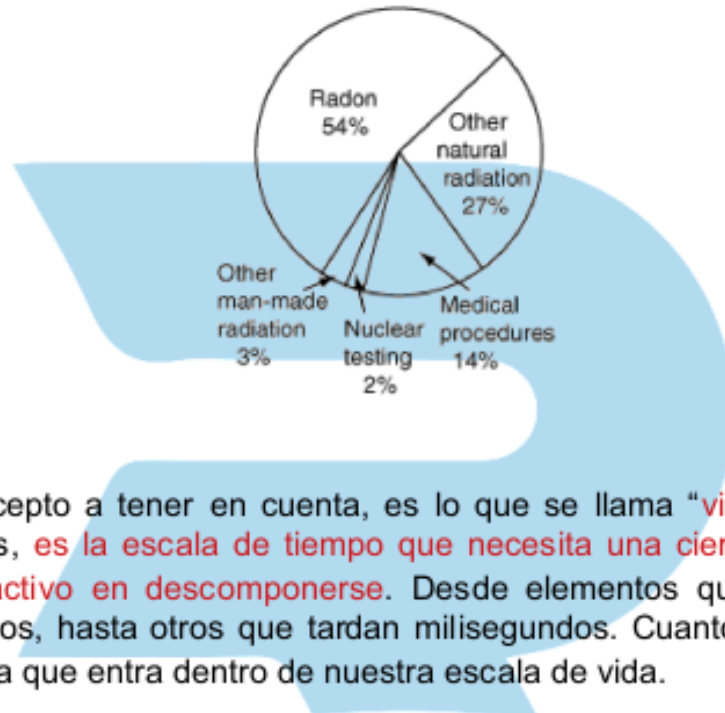 Radon
54%
Other
natural
radiation
27%
Other
man-made
radiation
3%
Nuclear
testing
2%
Medical
procedures
14%
cepto a tener en cuenta, es lo que se llama “vi
s, es la escala de tiempo que necesita una cier
activo en descomponerse. Desde elementos qu
os, hasta otros que tardan milisegundos. Cuanto
a que entra dentro de nuestra escala de vida.